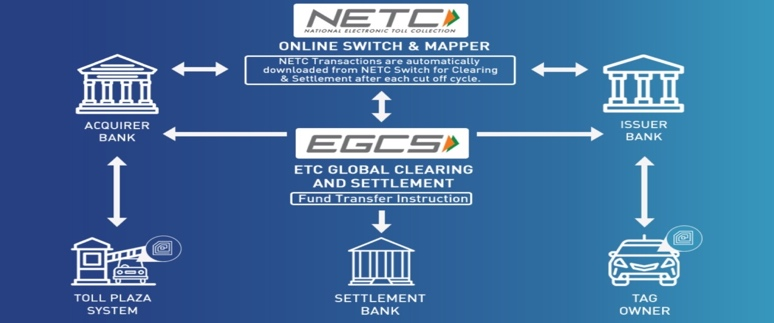 NETC
NATIONAL ELECTRONIC TOLL COLLECTION
ONLINE SWITCH & MAPPER
NETC Transactions are automatically
downloaded from NETC Switch for Clearing
& Settlement after each cut off cycle.
ACQUIRER
BANK
ISSUER
BANK
EGCS
ETC GLOBAL CLEARING
AND SETTLEMENT
Fund Transfer Instruction
TOLL PLAZA
SYSTEM
SETTLEMENT
BANK
TAG
OWNER